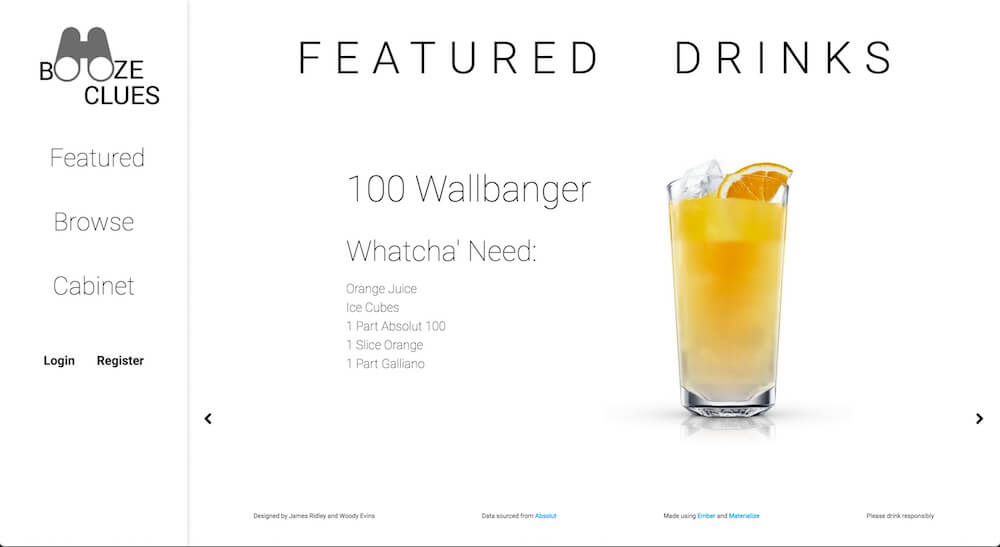 BOOZE
CLUES
Featured
Browse
Cabinet
Login Register
FEATURED DRINKS
100 Wallbanger
Whatcha' Need:
Orange Juice
Ice Cubes
1 Part Absolut 100
1 Slice Orange
1 Part Galliano
Designed by James Ridley and Woody Evins
Data sourced from Absolut
Made using Ember and Materialize
Please drink responsibly